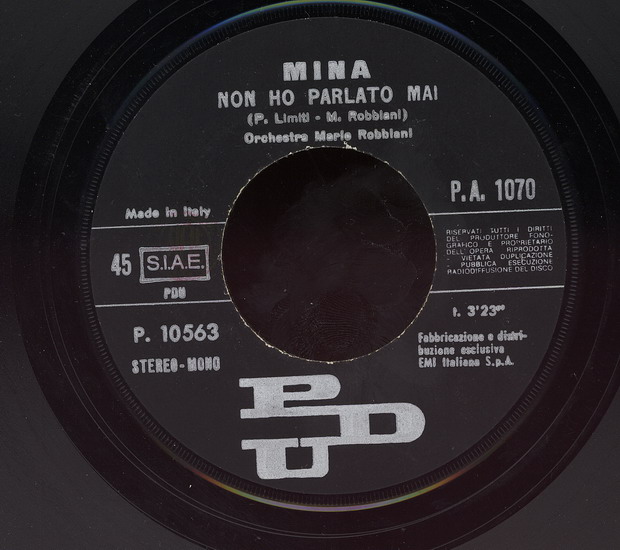 MINA
NON HO PARLATO MAI
(P. Limiti - M. Robbiani)
Orchestra Mario Robbiani
P.A. 1070
Made in Italy
45 S.I.A.E.
PDU
RISERVATI TUTTI I DIRITTI
DEL PRODUTTORE FONO-
GRAFICO E PROPRIETARIO
DELL'OPERA RIPRODOTTA
- VIETATA DUPLICAZIONE
- PUBBLICA ESECUZIONE
RADIODIFFUSIONE DEL DISCO
P. 10563
STEREO-MONO
t. 3'23"
Fabbricazione e distri-
buzione esclusiva
EMI Italiana S.p.A.
PDU